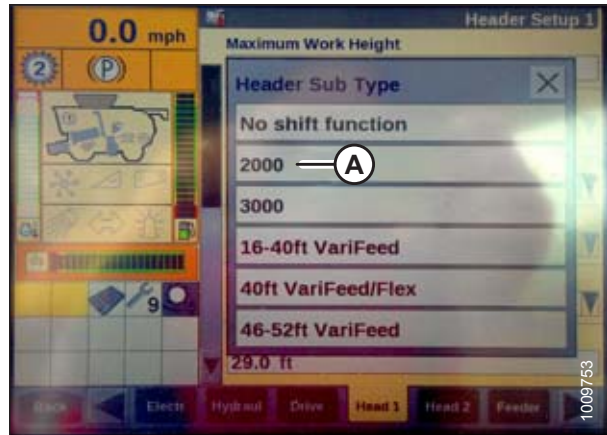 0.0 mph
Header Setup 1
Maximum Work Height
2
(P)
Header Sub Type
No shift function
2000
A
3000
16-40ft VariFeed
40ft VariFeed/Flex
46-52ft VariFeed
9
29.0 ft
Back
Electr
Hydraul
Drive
Head 1
Head 2
Feeder
1009753